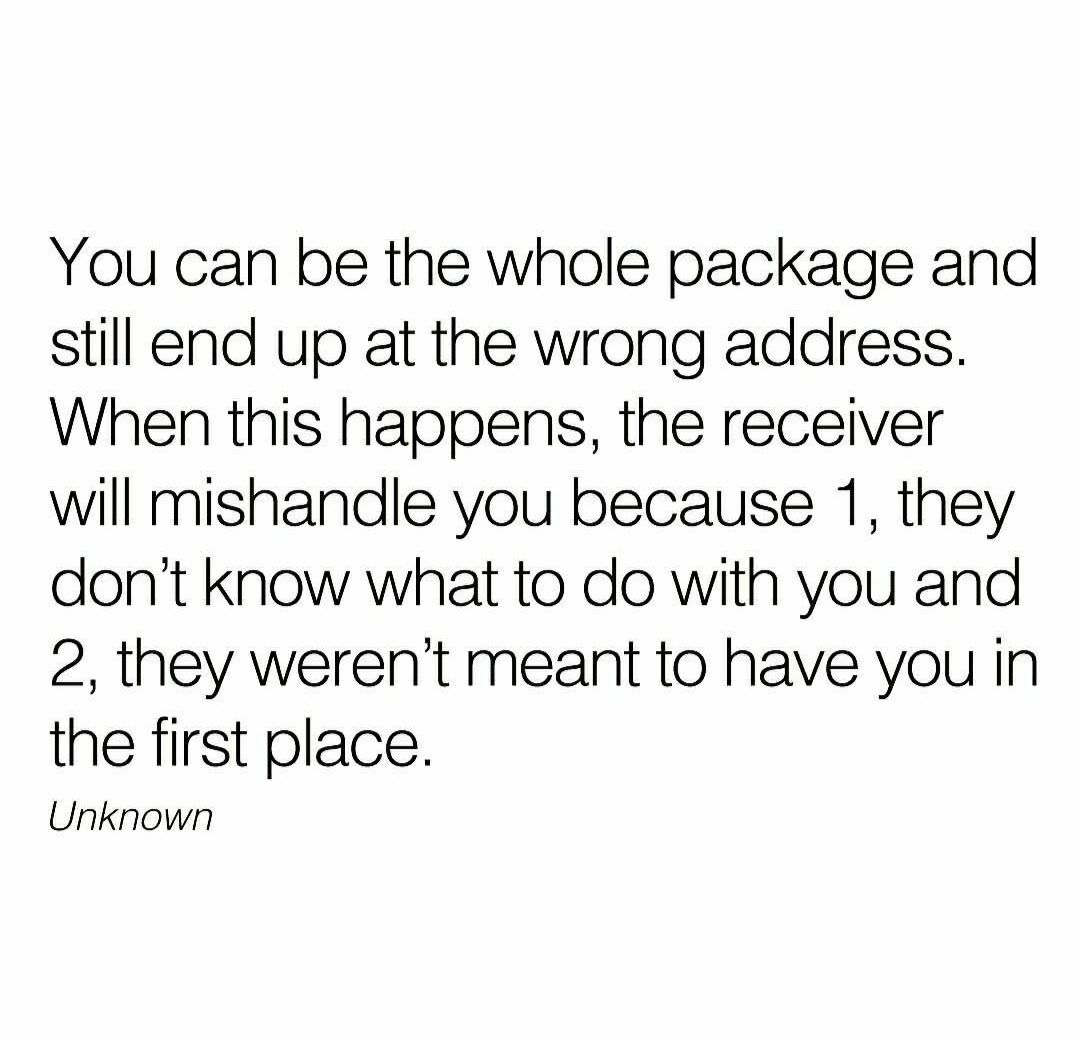 You can be the whole package and
still end up at the wrong address.
When this happens, the receiver
will mishandle you because 1, they
don’t know what to do with you and
2, they weren’t meant to have you in
the first place.
Unknown